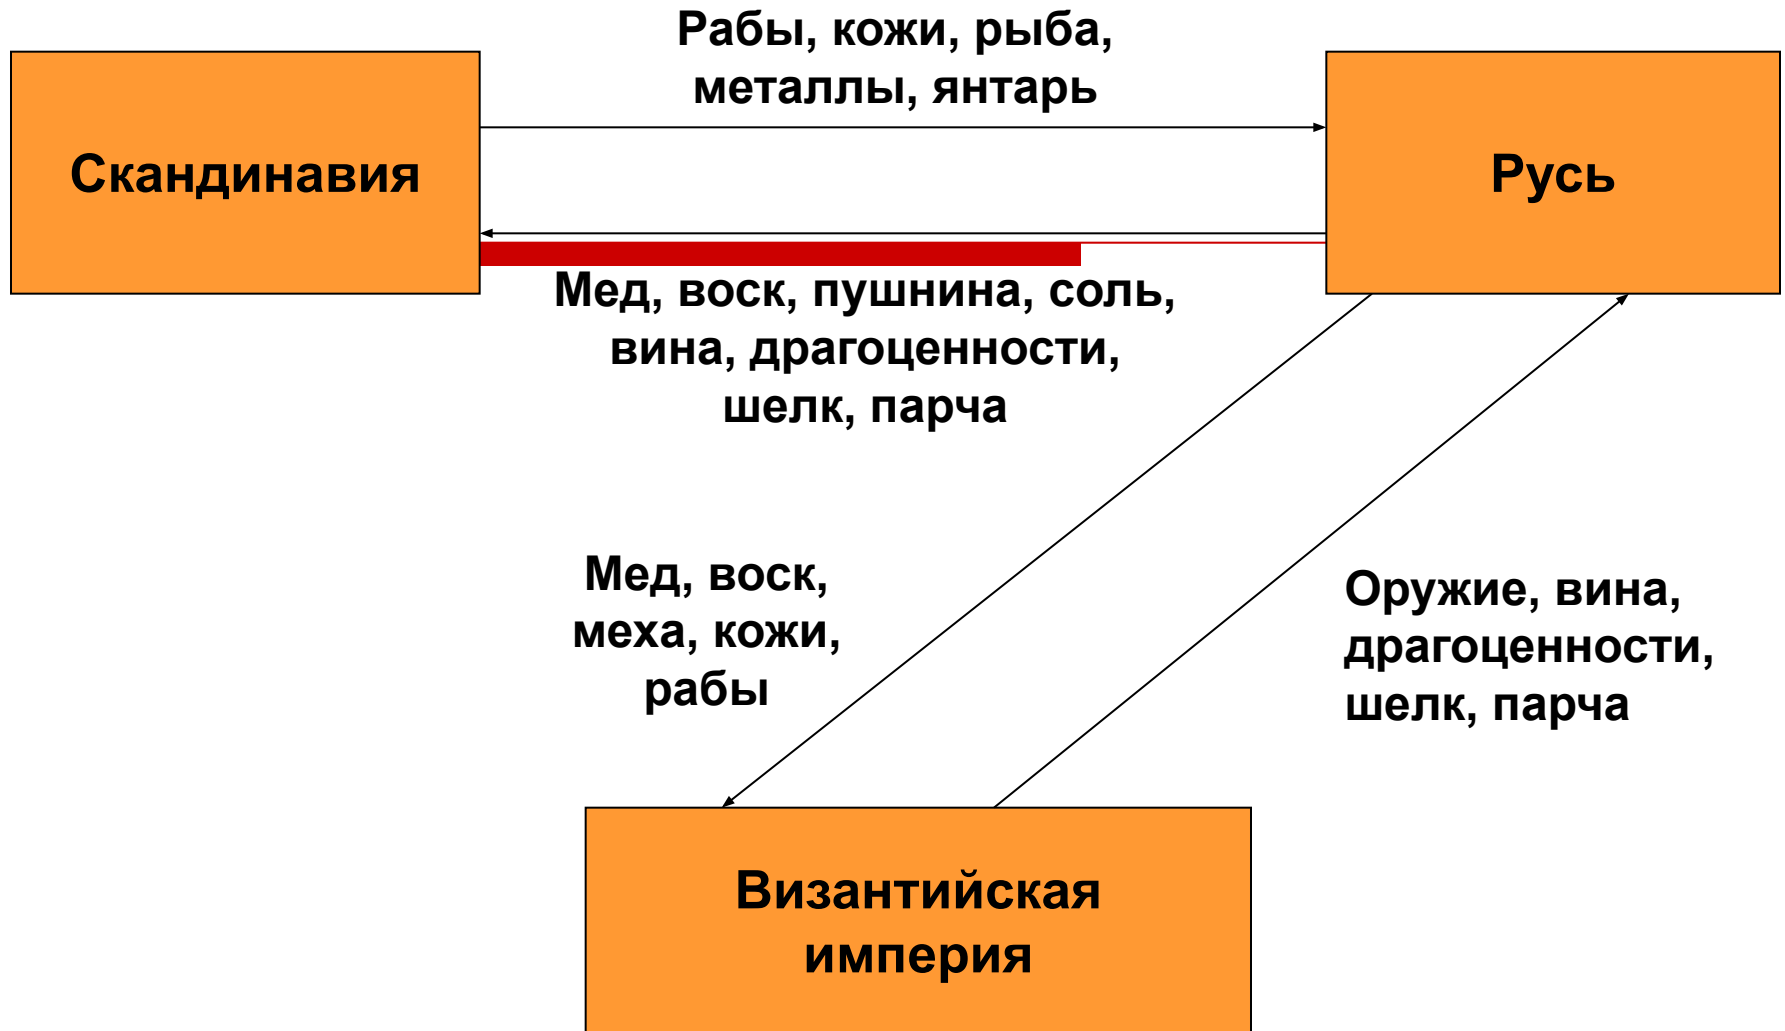 Рабы, кожи, рыба,
металлы, янтарь
Скандинавия
Русь
Мед, воск, пушнина, соль,
вина, драгоценности,
шелк, парча
Мед, воск,
меха, кожи,
рабы
Оружие, вина,
драгоценности,
шелк, парча
Византийская
империя